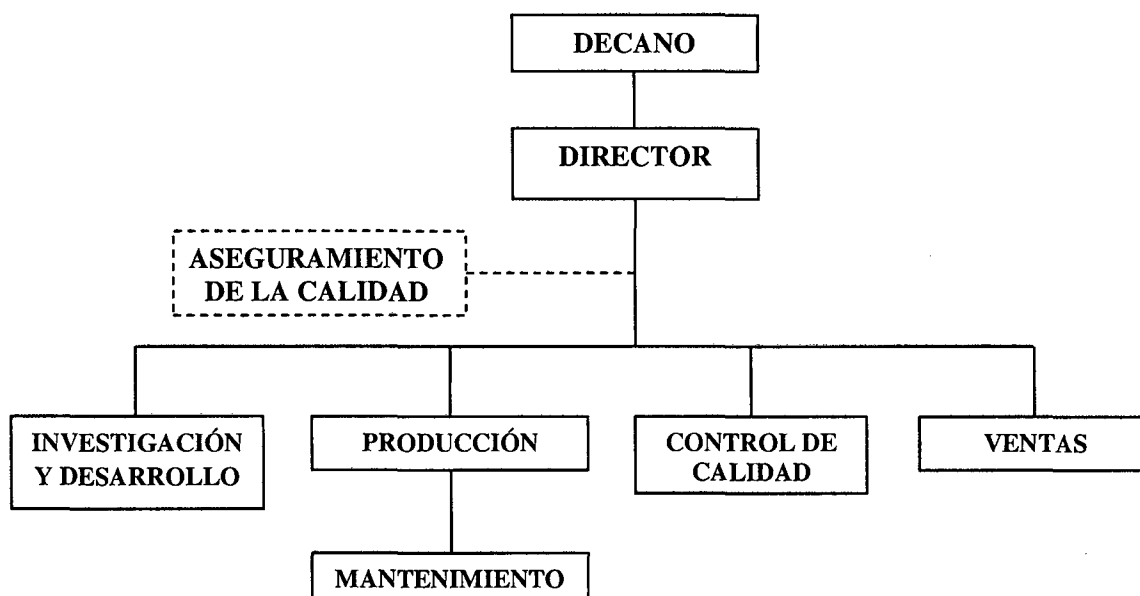 DECANO
DIRECTOR
ASEGURAMIENTO
DE LA CALIDAD
INVESTIGACIÓN
Y DESARROLLO
PRODUCCIÓN
CONTROL DE
CALIDAD
VENTAS
MANTENIMIENTO